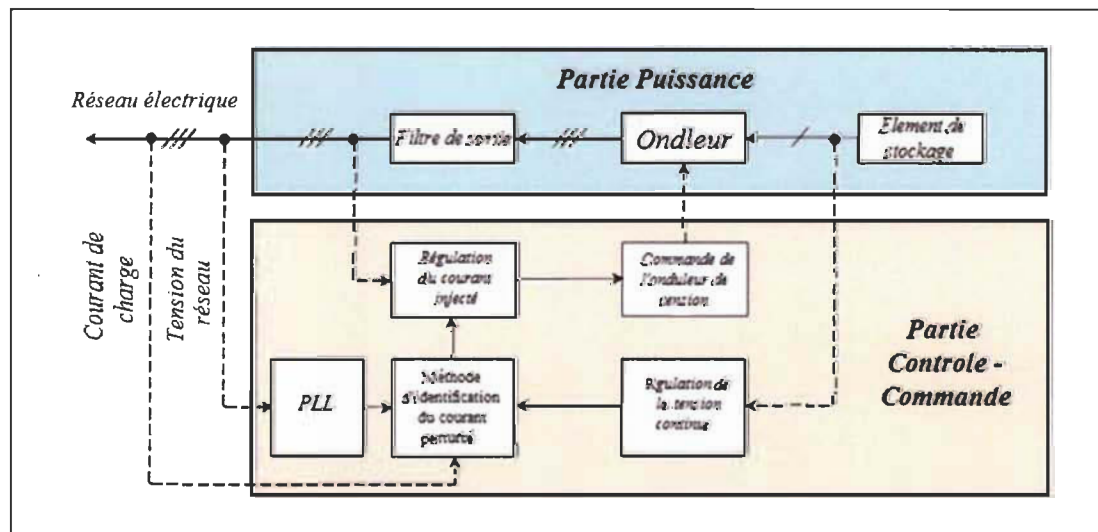 Partie Puissance
Réseau électrique
Filtre de sortie
Ondleur
Element de
stockage
Courant de
charge
Tension du
réseau
Régulation
du courant
injecté
Commande de
l'onduleur de
tension
Partie
Controle -
Commande
PLL
Méthode
d'identification
du courant
perturbé
Régulation de
la tension
continue